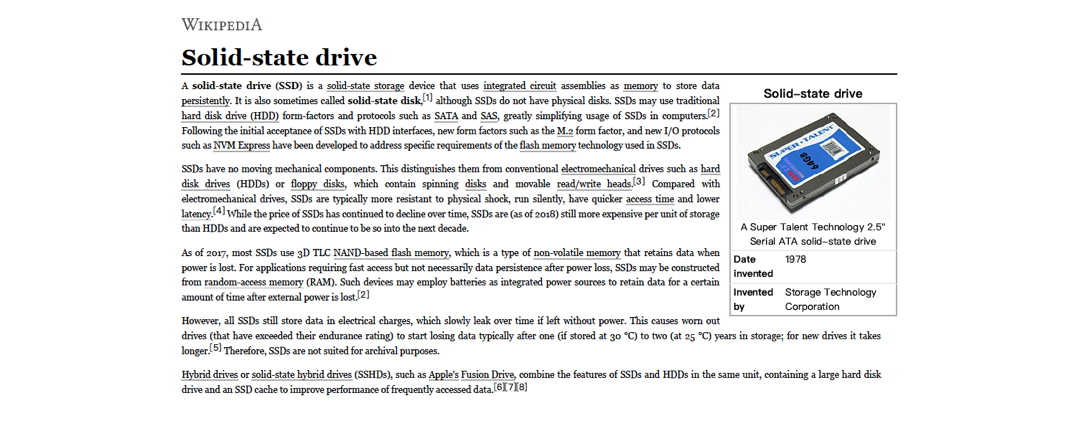 WIKIPEDIA
Solid-state drive
A solid-state drive (SSD) is a solid-state storage device that uses integrated circuit assemblies as memory to store data
persistently. It is also sometimes called solid-state disk,[1] although SSDs do not have physical disks. SSDs may use traditional
hard disk drive (HDD) form-factors and protocols such as SATA and SAS, greatly simplifying usage of SSDs in computers.[2]
Following the initial acceptance of SSDs with HDD interfaces, new form factors such as the M.2 form factor, and new I/O protocols
such as NVM Express have been developed to address specific requirements of the flash memory technology used in SSDs.
SSDs have no moving mechanical components. This distinguishes them from conventional electromechanical drives such as hard
disk drives (HDDs) or floppy disks, which contain spinning disks and movable read/write heads.[3] Compared with
electromechanical drives, SSDs are typically more resistant to physical shock, run silently, have quicker access time and lower
latency.[4] While the price of SSDs has continued to decline over time, SSDs are (as of 2018) still more expensive per unit of storage
than HDDs and are expected to continue to be so into the next decade.
As of 2017, most SSDs use 3D TLC NAND-based flash memory, which is a type of non-volatile memory that retains data when
power is lost. For applications requiring fast access but not necessarily data persistence after power loss, SSDs may be constructed
from random-access memory (RAM). Such devices may employ batteries as integrated power sources to retain data for a certain
amount of time after external power is lost.[2]
However, all SSDs still store data in electrical charges, which slowly leak over time if left without power. This causes worn out
drives (that have exceeded their endurance rating) to start losing data typically after one (if stored at 30 °C) to two (at 25 °C) years in storage; for new drives it takes
longer.[5] Therefore, SSDs are not suited for archival purposes.
Hybrid drives or solid-state hybrid drives (SSHDs), such as Apple's Fusion Drive, combine the features of SSDs and HDDs in the same unit, containing a large hard disk
drive and an SSD cache to improve performance of frequently accessed data.[6][7][8]
Solid-state drive
SUPER TALENT
64GB
A Super Talent Technology 2.5"
Serial ATA solid-state drive
Date invented 1978
Invented by Storage Technology Corporation